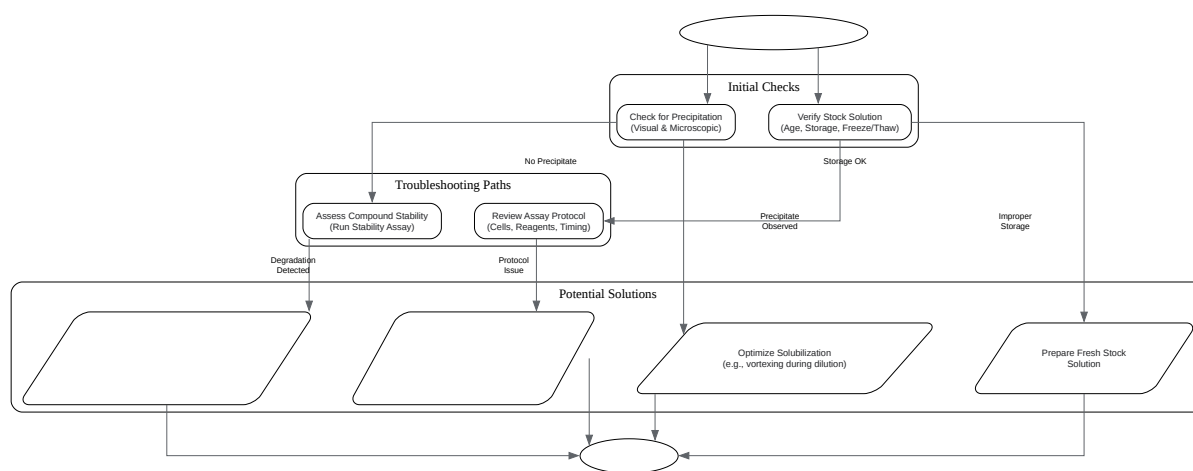 Initial Checks
Check for Precipitation
(Visual & Microscopic)
Verify Stock Solution
(Age, Storage, Freeze/Thaw)
No Precipitate
Storage OK
Troubleshooting Paths
Assess Compound Stability
(Run Stability Assay)
Review Assay Protocol
(Cells, Reagents, Timing)
Precipitate
Observed
Improper
Storage
Degradation
Detected
Protocol
Issue
Potential Solutions
Optimize Solubilization
(e.g., vortexing during dilution)
Prepare Fresh Stock
Solution